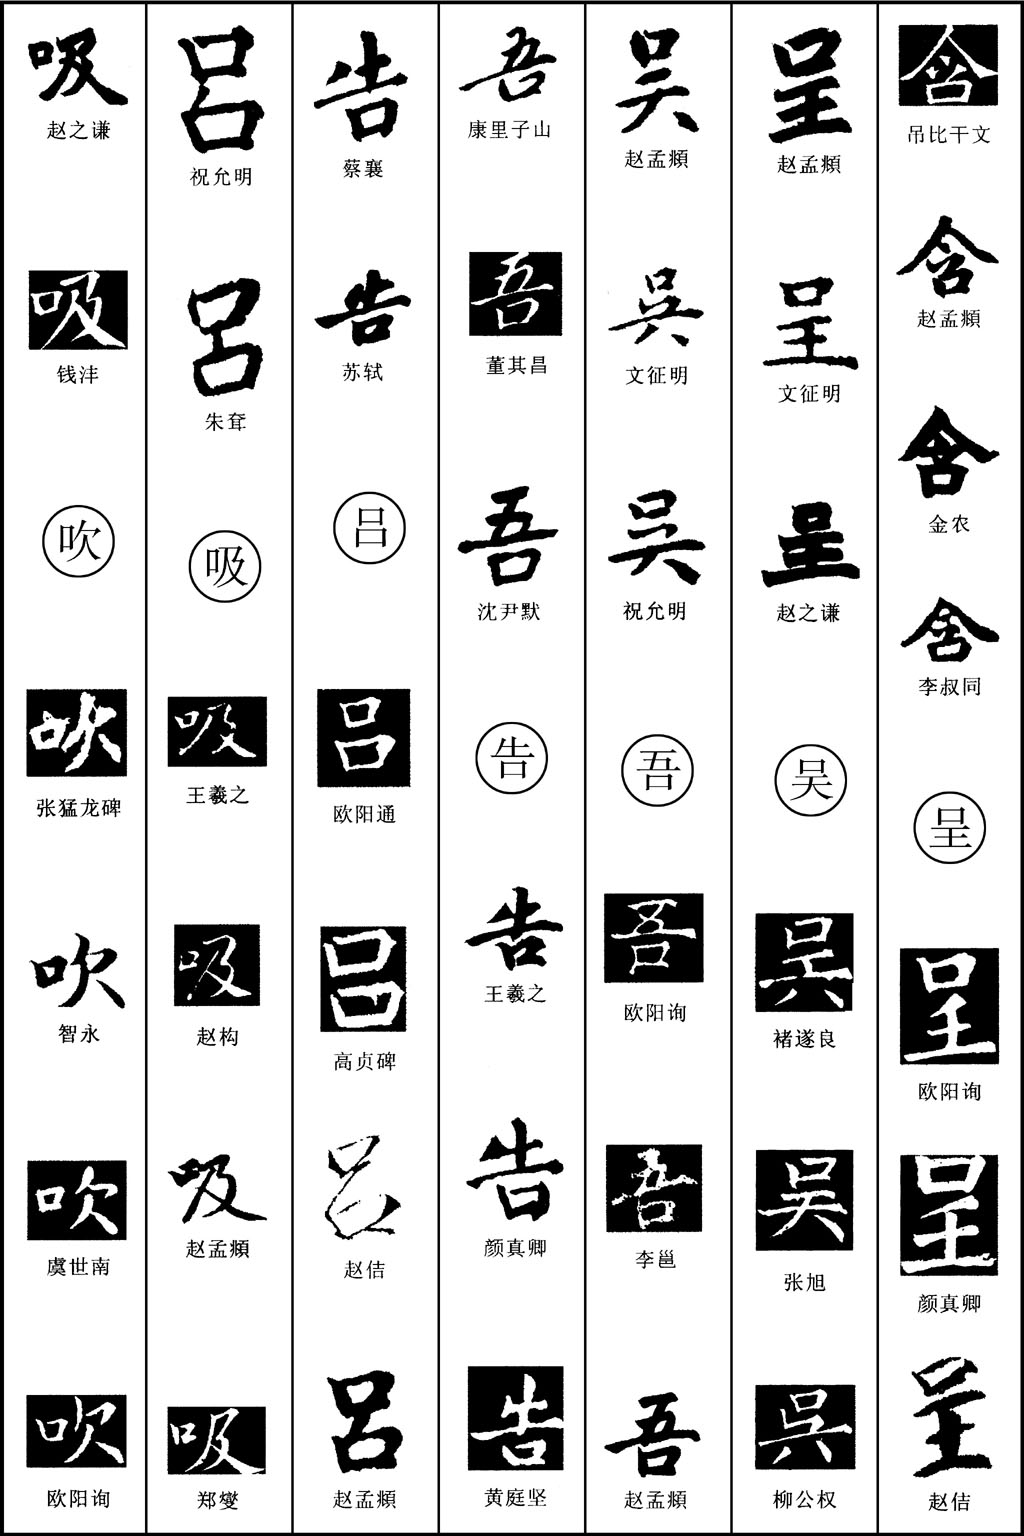 含
吊比干文
含
赵孟頫
含
金农
含
李叔同
呈
呈
欧阳询
呈
颜真卿
呈
赵佶
呈
赵孟頫
呈
文征明
呈
赵之谦
吴
吴
褚遂良
吴
张旭
吳
柳公权
吴
赵孟頫
吳
文征明
吴
祝允明
吾
吾
欧阳询
吾
李邕
吾
赵孟頫
吾
康里子山
吾
董其昌
吾
沈尹默
告
告
王羲之
告
颜真卿
告
黄庭坚
告
蔡襄
告
苏轼
吕
吕
欧阳通
吕
高贞碑
吕
赵佶
吕
赵孟頫
吕
祝允明
吕
朱耷
吸
吸
王羲之
吸
赵构
吸
赵孟頫
吸
郑燮
吸
赵之谦
吸
钱沣
吹
吹
张猛龙碑
吹
智永
吹
虞世南
吹
欧阳询